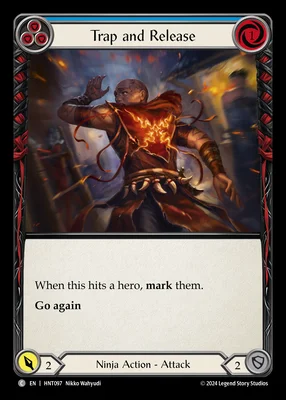 Trap and Release
1
When this hits a hero, mark them.
Go again
2
Ninja Action - Attack
2
C EN | HNT097 Nikko Wahyudi
© 2024 Legend Story Studios